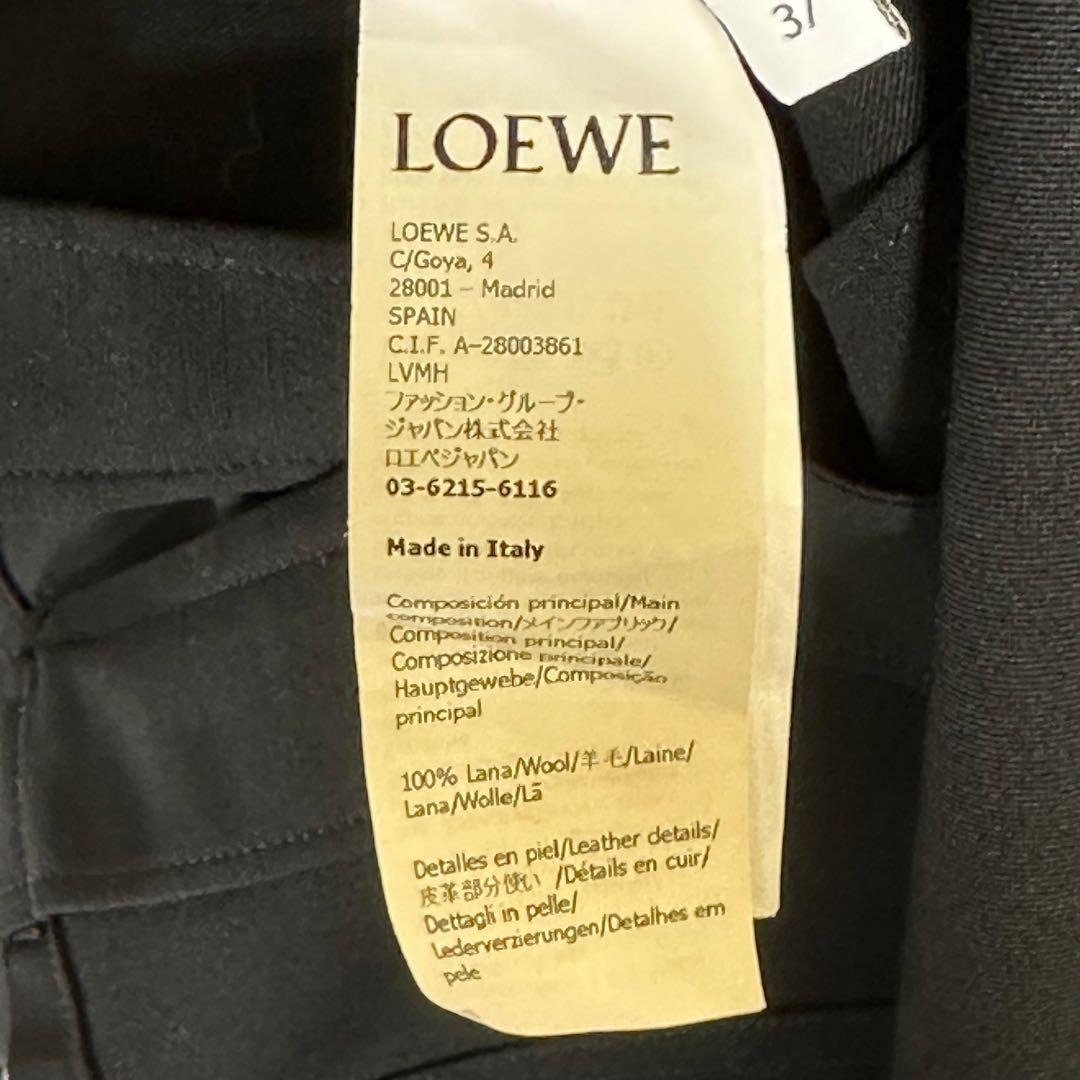 LOEWE
LOEWE S.A.
C/Goya, 4
28001 - Madrid
SPAIN
C.I.F. A-28003861
LVMH
ファッション・グループ・
ジャパン株式会社
ロエベジャパン
03-6215-6116
Made in Italy
Composición principal/Main
composition/メインファブリック/
Composition principal/
Composizione principale/
Hauptgewebe/Composição
principal
100% Lana/Wool/羊毛/Laine/
Lana/Wolle/Lã
Detalles en piel/Leather details/
皮革部分使い /Détails en cuir/
Dettagli in pelle/
Lederverzierungen/Detalhes em
pele